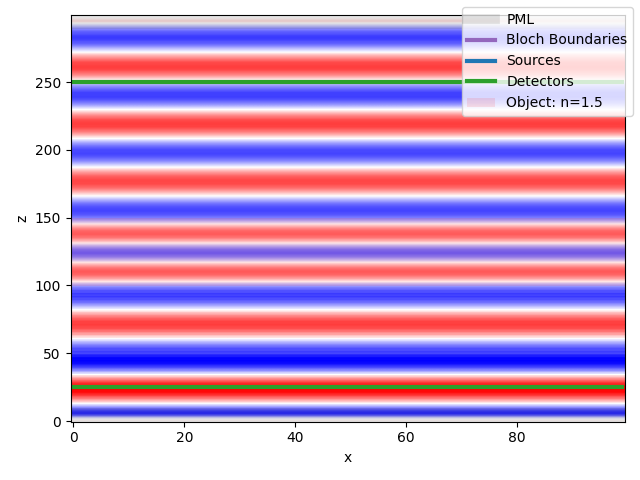 PML
Bloch Boundaries
Sources
Detectors
Object: n=1.5
z
250
200
150
100
50
0
0 20 40 60 80
x